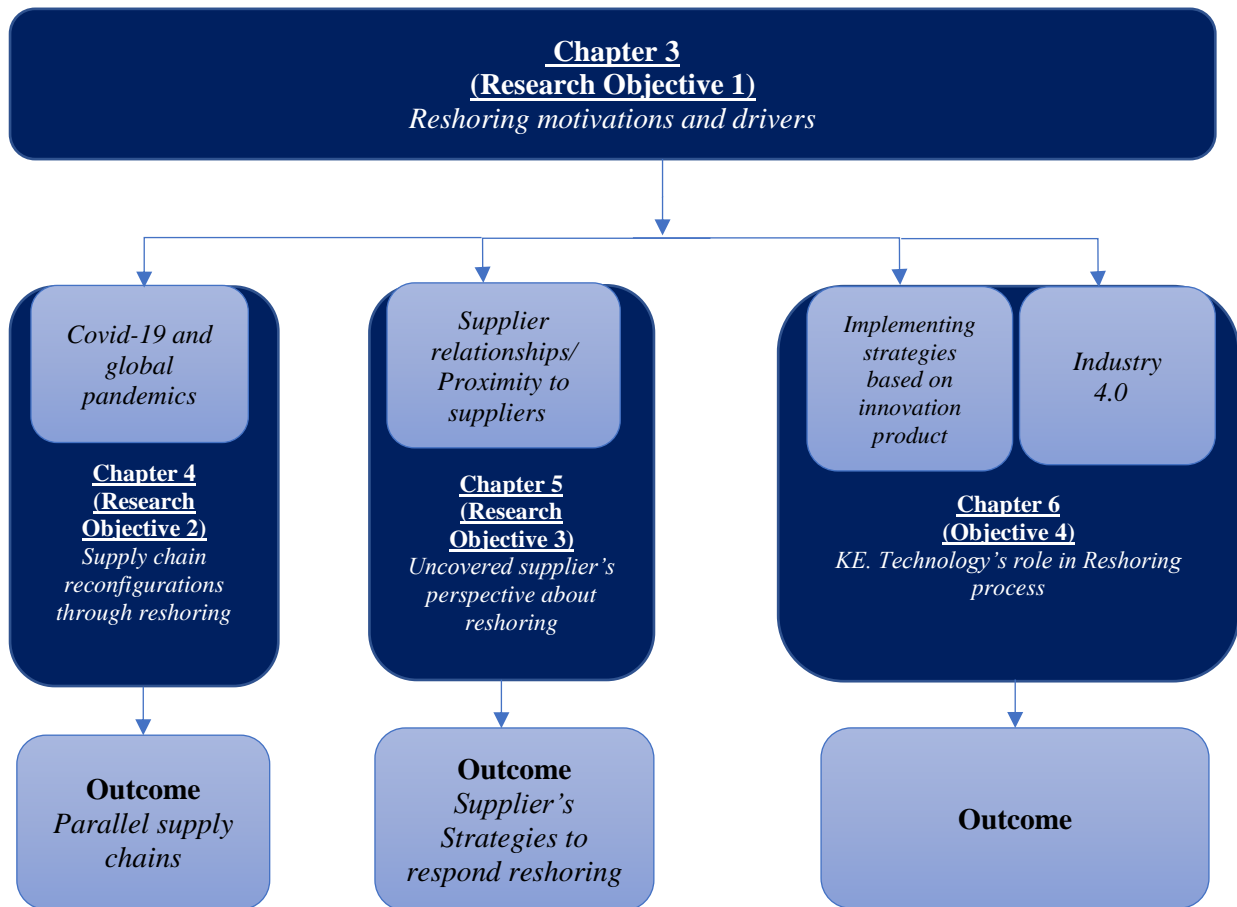 Chapter 3
(Research Objective 1)
Reshoring motivations and drivers
Covid-19 and
global
pandemics
Chapter 4
(Research
Objective 2)
Supply chain
reconfigurations
through reshoring
Supplier
relationships/
Proximity to
suppliers
Chapter 5
(Research
Objective 3)
Uncovered supplier’s
perspective about
reshoring
Implementing
strategies
based on
innovation
product
Industry
4.0
Chapter 6
(Objective 4)
KE. Technology’s role in Reshoring
process
Outcome
Parallel supply
chains
Outcome
Supplier’s
Strategies to
respond reshoring
Outcome